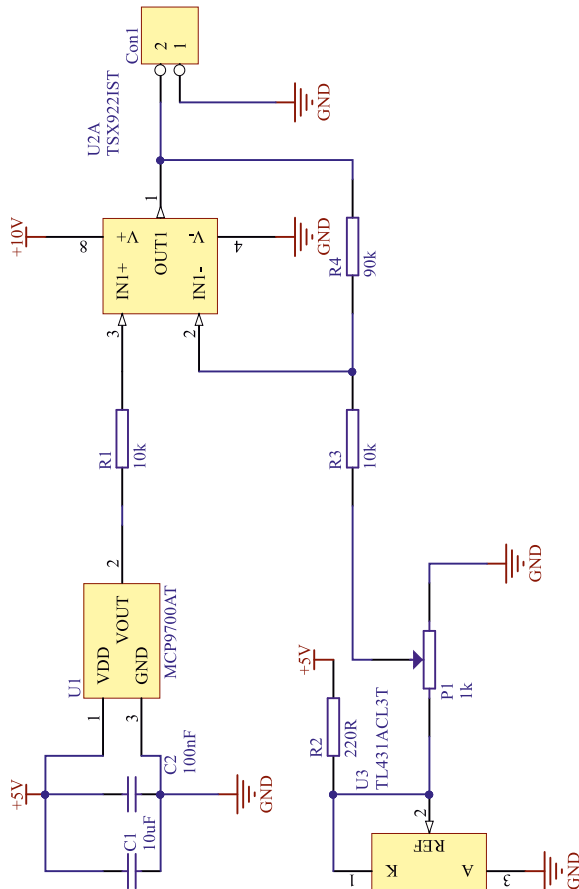 Con1
2
1
GND
U2A
TSX922IST
1
+10V
8
V+
OUT1
V-
4
GND
IN1+
IN1-
3
2
R4
90k
R1
10k
R3
10k
2
U1
VDD
VOUT
GND
MCP9700AT
1
3
+5V
C2
100nF
C1
10uF
GND
GND
P1
1k
+5V
R2
220R
U3
TL431ACL3T
2
REF
K
A
1
3
GND